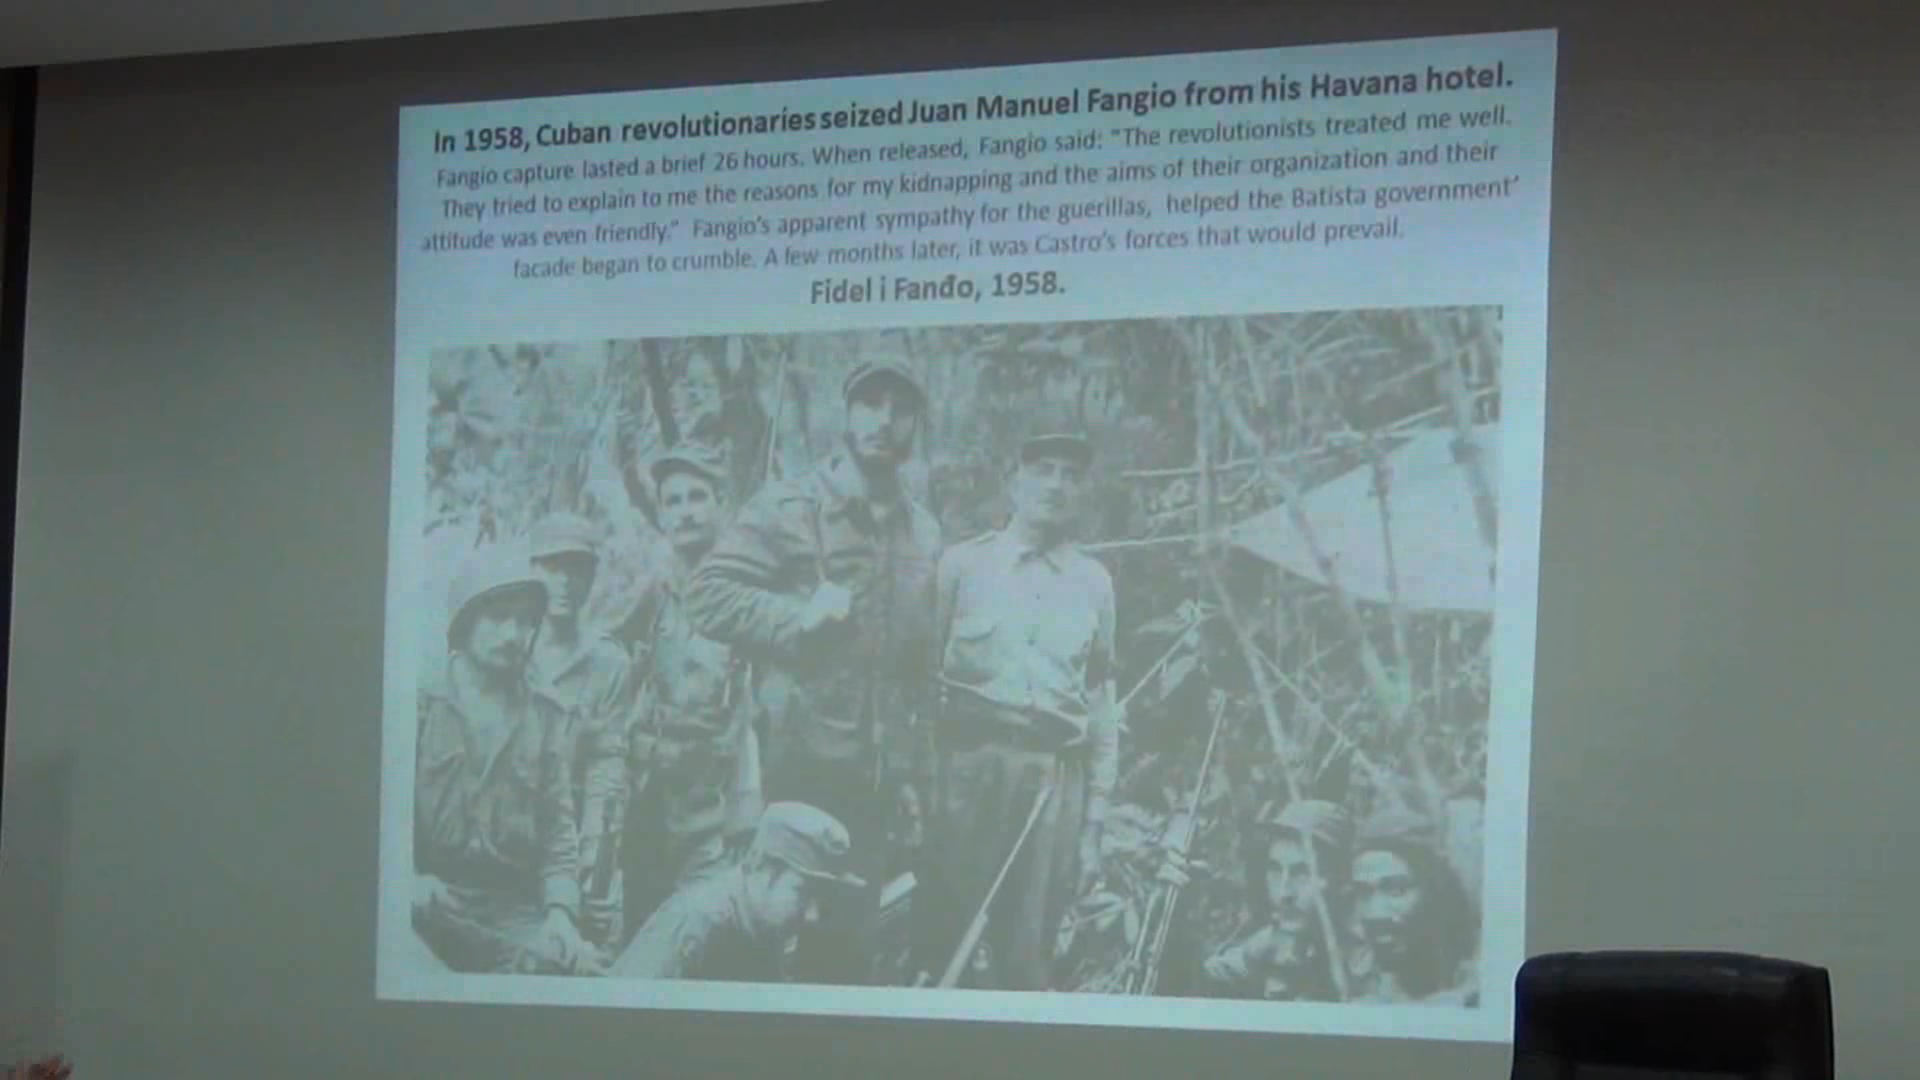 In 1958, Cuban revolutionaries seized Juan Manuel Fangio from his Havana hotel.
Fangio capture lasted a brief 26 hours. When released, Fangio said: "The revolutionists treated me well.
They tried to explain to me the reasons for my kidnapping and the aims of their organization and their
attitude was even friendly." Fangio's apparent sympathy for the guerillas, helped the Batista government'
facade began to crumble. A few months later, it was Castro's forces that would prevail.
Fidel i Fanđo, 1958.